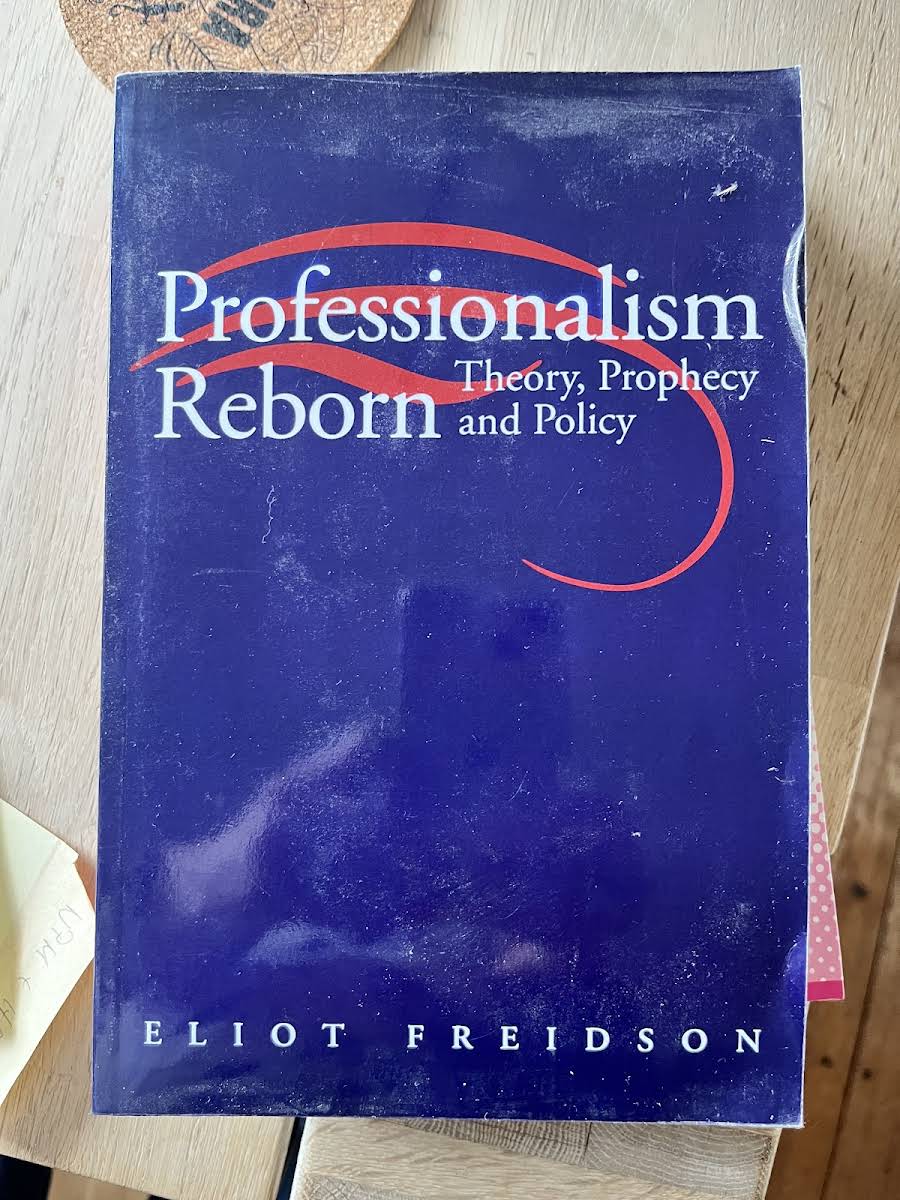 Professionalism
Reborn
Theory, Prophecy
and Policy
ELIOT FREIDSON